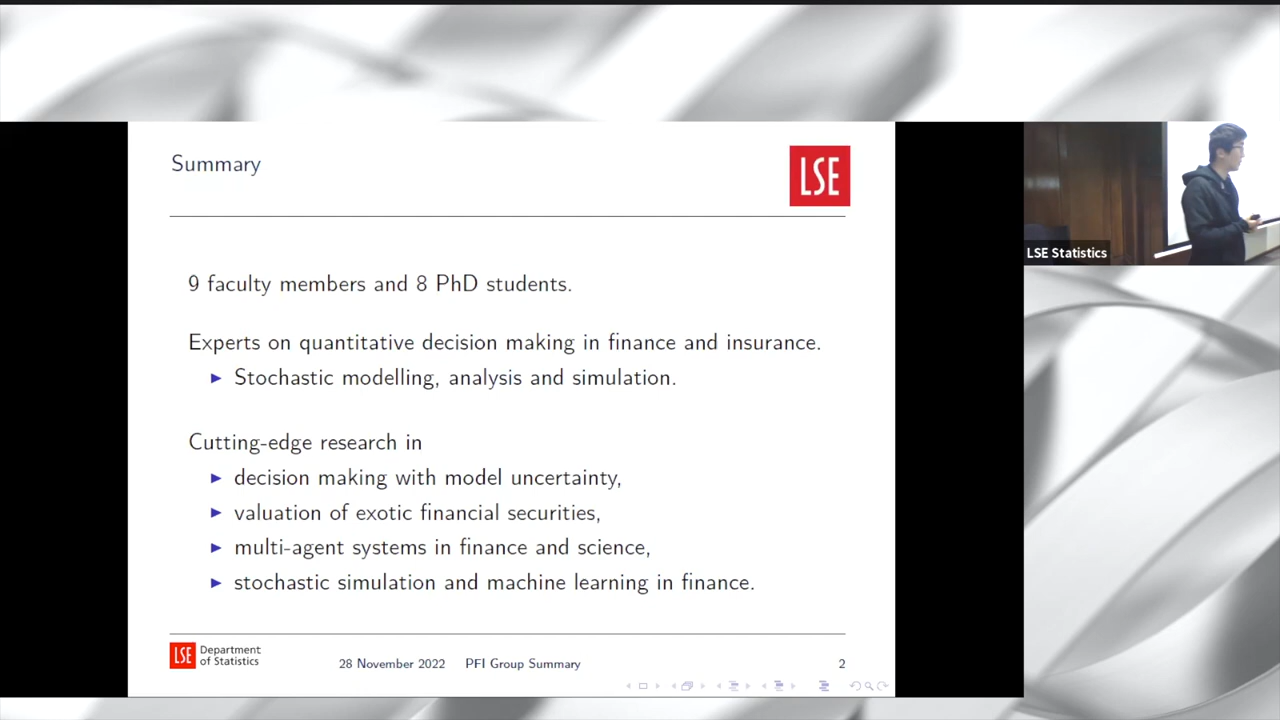 Summary
LSE
9 faculty members and 8 PhD students.
Experts on quantitative decision making in finance and insurance.
▶ Stochastic modelling, analysis and simulation.
Cutting-edge research in
▶ decision making with model uncertainty,
▶ valuation of exotic financial securities,
▶ multi-agent systems in finance and science,
▶ stochastic simulation and machine learning in finance.
LSE Department
of Statistics
28 November 2022 PFI Group Summary 2
LSE Statistics